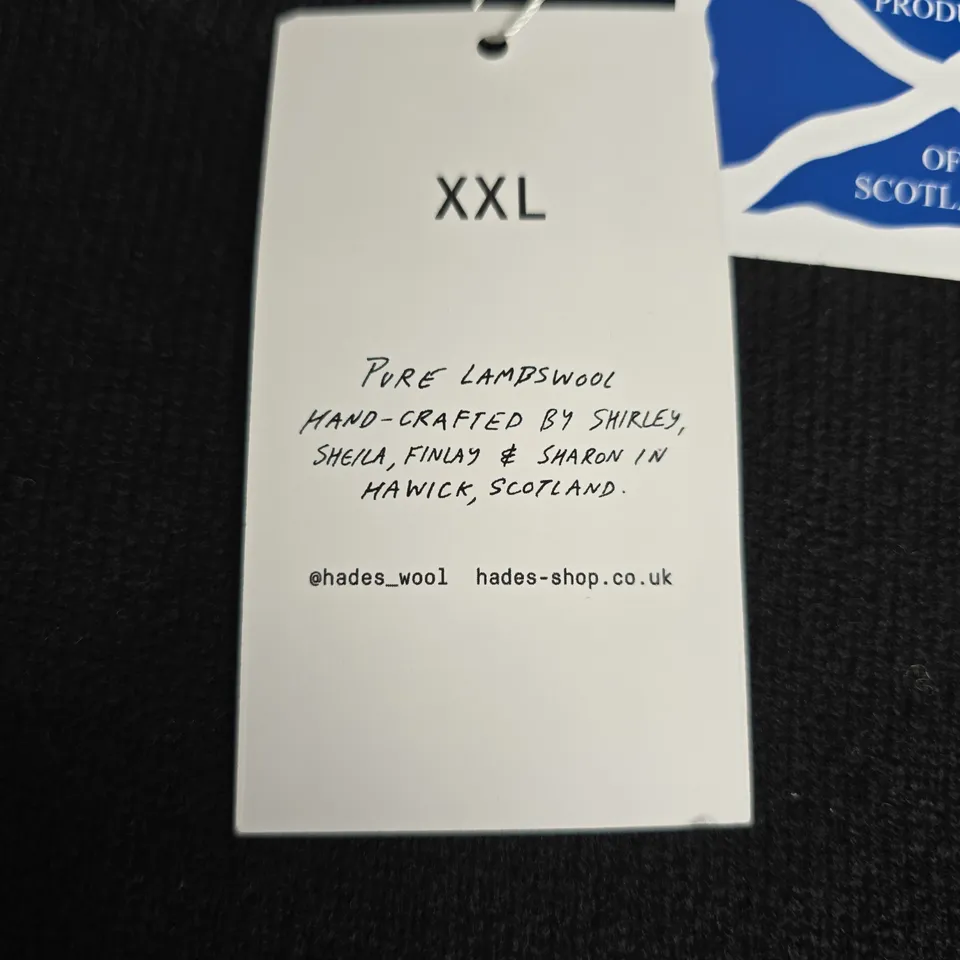 XXL
PURE LAMBSWOOL
HAND-CRAFTED BY SHIRLEY,
SHEILA, FINLAY & SHARON IN
HAWICK, SCOTLAND.
@hades_wool hades-shop.co.uk
PRODU
OF
SCOTLA